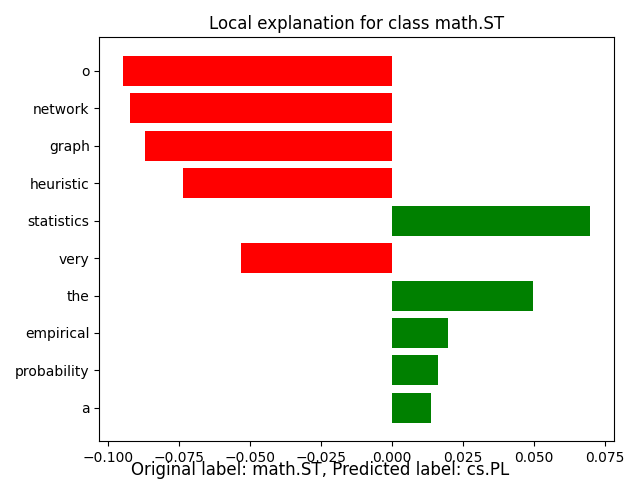 Local explanation for class math.ST
o
network
graph
heuristic
statistics
very
the
empirical
probability
a
−0.100 −0.075 −0.050 −0.025 0.000 0.025 0.050 0.075
Original label: math.ST, Predicted label: cs.PL